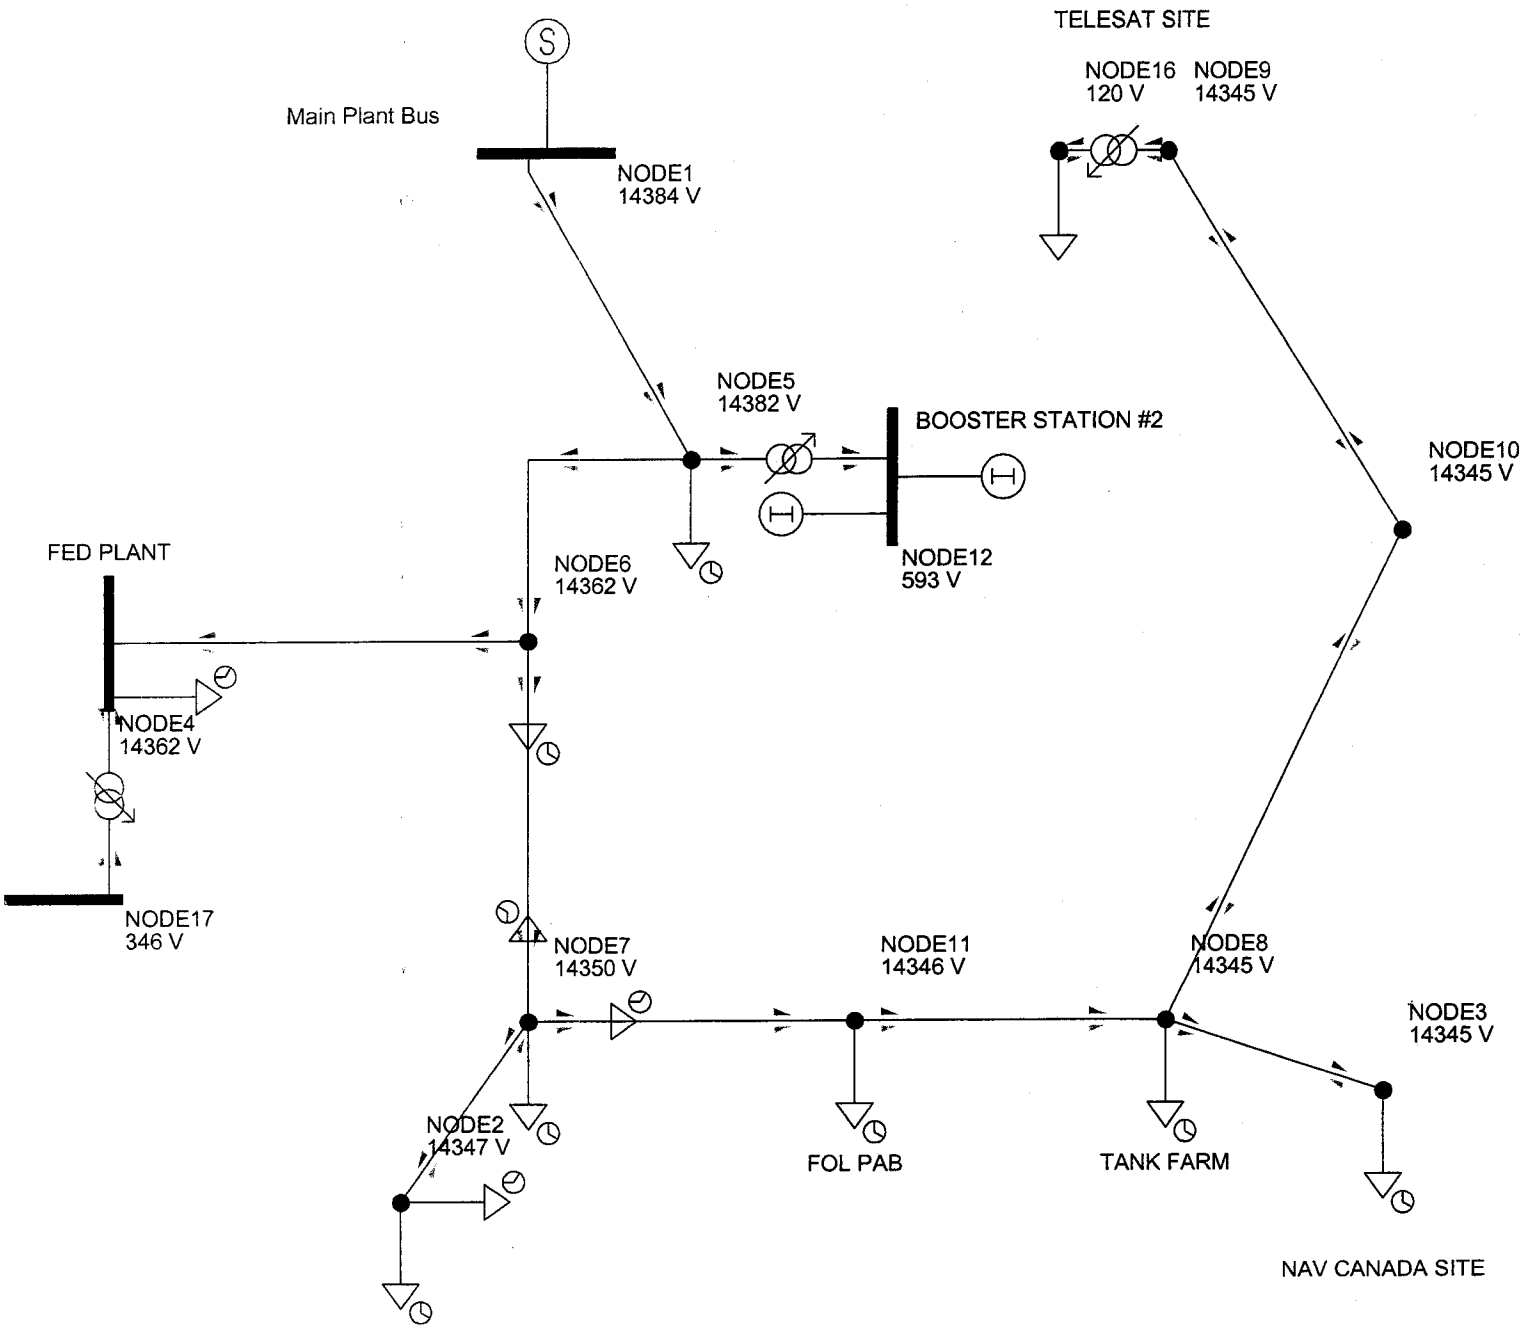 TELESAT SITE
S
NODE16
120 V
NODE9
14345 V
Main Plant Bus
NODE1
14384 V
NODE5
14382 V
BOOSTER STATION #2
NODE10
14345 V
FED PLANT
NODE6
14362 V
NODE12
593 V
NODE4
14362 V
NODE17
346 V
NODE7
14350 V
NODE11
14346 V
NODE8
14345 V
NODE3
14345 V
NODE2
14347 V
FOL PAB
TANK FARM
NAV CANADA SITE